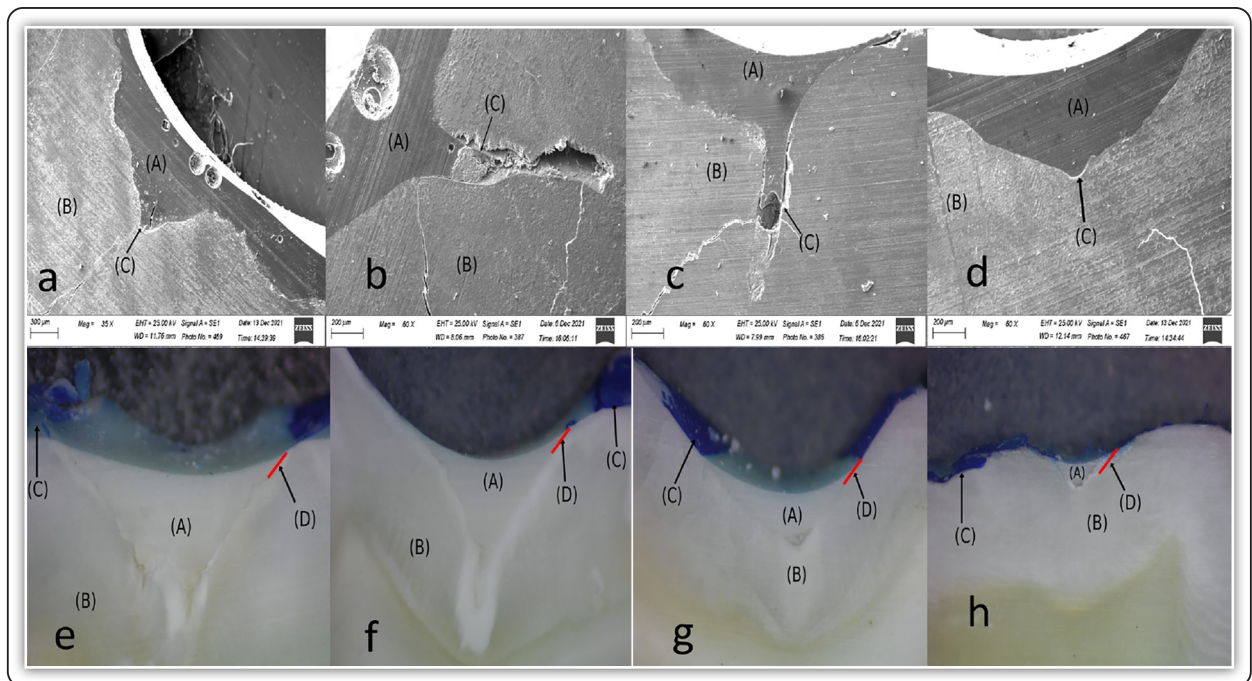 (A)
(B)
(C)
a
(C)
(A)
(B)
b
(A)
(B)
(C)
c
(A)
(B)
(C)
d
300 µm Mag = 35 X EHT = 25.00 kV Signal A = SE1 Date: 13 Dec 2021
WD = 11.76 mm Photo No. = 469 Time: 14:39:39
ZEISS
200 µm Mag = 60 X EHT = 25.00 kV Signal A = SE1 Date: 6 Dec 2021
WD = 8.06 mm Photo No. = 387 Time: 16:06:11
ZEISS
200 µm Mag = 60 X EHT = 25.00 kV Signal A = SE1 Date: 6 Dec 2021
WD = 7.99 mm Photo No. = 385 Time: 16:02:21
ZEISS
200 µm Mag = 60 X EHT = 25.00 kV Signal A = SE1 Date: 13 Dec 2021
WD = 12.14 mm Photo No. = 467 Time: 14:34:44
ZEISS
(C)
(D)
(A)
(B)
e
(C)
(A)
(D)
(B)
f
(C)
(A)
(D)
(B)
g
(A)
(D)
(C)
(B)
h